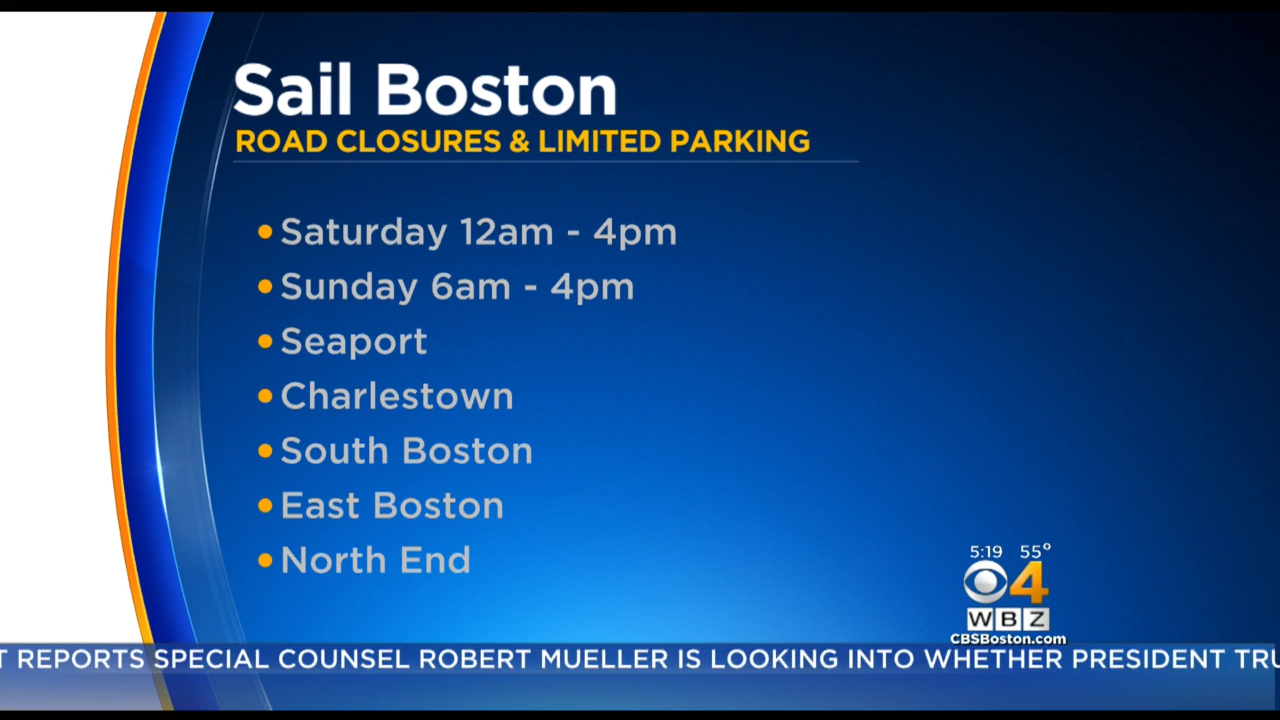 Sail Boston
ROAD CLOSURES & LIMITED PARKING
• Saturday 12am - 4pm
• Sunday 6am - 4pm
• Seaport
• Charlestown
• South Boston
• East Boston
• North End
5:19 55°
4
WBZ
CBSBoston.com
T REPORTS SPECIAL COUNSEL ROBERT MUELLER IS LOOKING INTO WHETHER PRESIDENT TRU